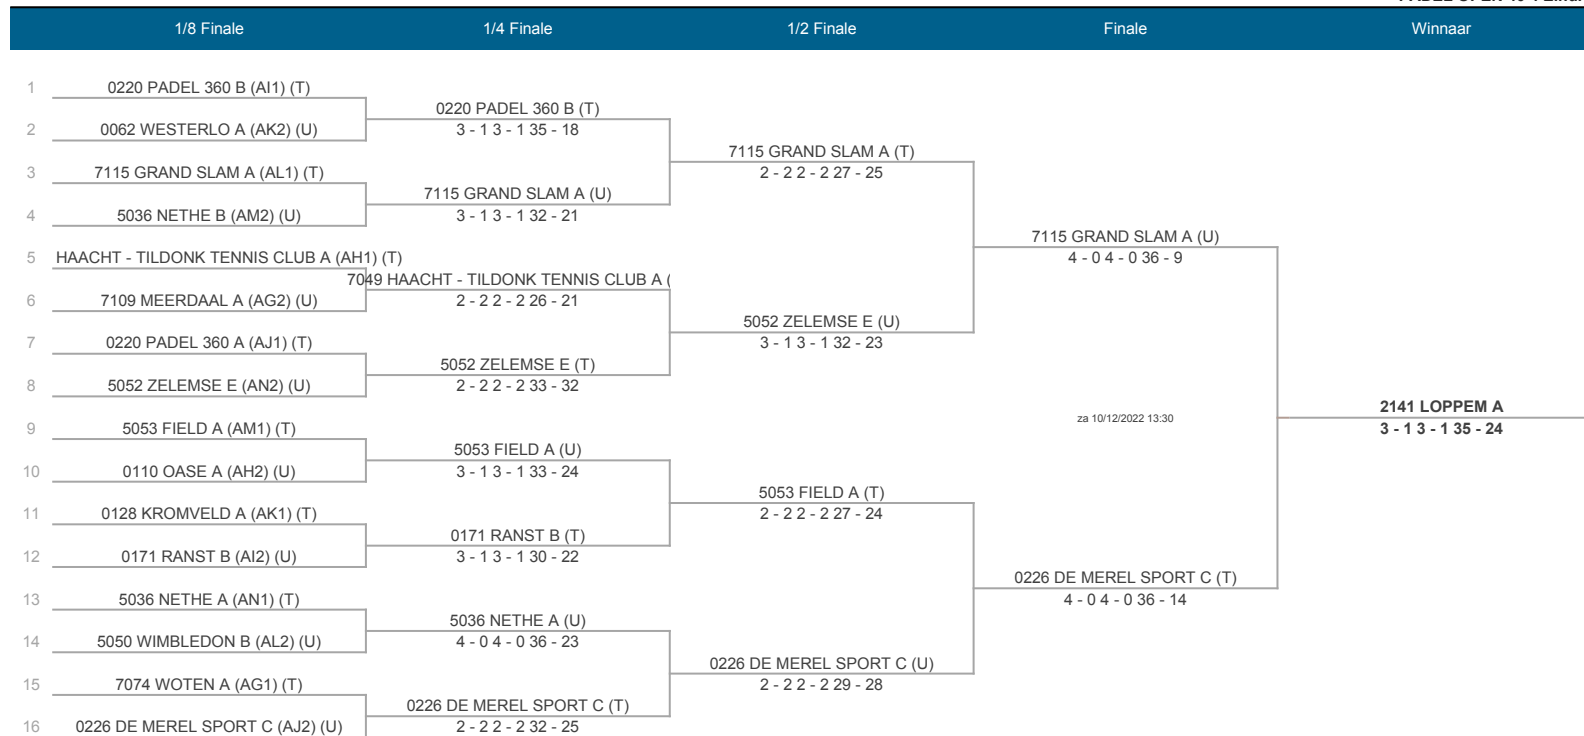 1/8 Finale 1/4 Finale 1/2 Finale Finale Winnaar
1 0220 PADEL 360 B (AI1) (T)
0220 PADEL 360 B (T)
2 0062 WESTERLO A (AK2) (U) 3 - 1 3 - 1 35 - 18
7115 GRAND SLAM A (T)
3 7115 GRAND SLAM A (AL1) (T) 2 - 2 2 - 2 27 - 25
7115 GRAND SLAM A (U)
4 5036 NETHE B (AM2) (U) 3 - 1 3 - 1 32 - 21
7115 GRAND SLAM A (U)
5 HAACHT - TILDONK TENNIS CLUB A (AH1) (T) 4 - 0 4 - 0 36 - 9
7049 HAACHT - TILDONK TENNIS CLUB A (
6 7109 MEERDAAL A (AG2) (U) 2 - 2 2 - 2 26 - 21
5052 ZELEMSE E (U)
7 0220 PADEL 360 A (AJ1) (T) 3 - 1 3 - 1 32 - 23
5052 ZELEMSE E (T)
8 5052 ZELEMSE E (AN2) (U) 2 - 2 2 - 2 33 - 32
2141 LOPPEM A
za 10/12/2022 13:30
9 5053 FIELD A (AM1) (T) 3 - 1 3 - 1 35 - 24
5053 FIELD A (U)
10 0110 OASE A (AH2) (U) 3 - 1 3 - 1 33 - 24
5053 FIELD A (T)
11 0128 KROMVELD A (AK1) (T) 2 - 2 2 - 2 27 - 24
0171 RANST B (T)
12 0171 RANST B (AI2) (U) 3 - 1 3 - 1 30 - 22
0226 DE MEREL SPORT C (T)
13 5036 NETHE A (AN1) (T) 4 - 0 4 - 0 36 - 14
5036 NETHE A (U)
14 5050 WIMBLEDON B (AL2) (U) 4 - 0 4 - 0 36 - 23
0226 DE MEREL SPORT C (U)
15 7074 WOTEN A (AG1) (T) 2 - 2 2 - 2 29 - 28
0226 DE MEREL SPORT C (T)
16 0226 DE MEREL SPORT C (AJ2) (U) 2 - 2 2 - 2 32 - 25